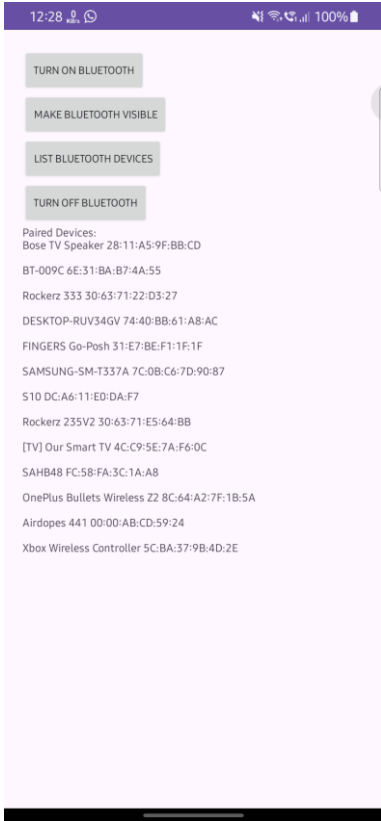 12:28 0 KB/s 100%
TURN ON BLUETOOTH
MAKE BLUETOOTH VISIBLE
LIST BLUETOOTH DEVICES
TURN OFF BLUETOOTH
Paired Devices:
Bose TV Speaker 28:11:A5:9F:BB:CD
BT-009C 6E:31:BA:B7:4A:55
Rockerz 333 30:63:71:22:D3:27
DESKTOP-RUV34GV 74:40:BB:61:A8:AC
FINGERS Go-Posh 31:E7:BE:F1:1F:1F
SAMSUNG-SM-T337A 7C:0B:C6:7D:90:87
S10 DC:A6:11:E0:DA:F7
Rockerz 235V2 30:63:71:E5:64:BB
[TV] Our Smart TV 4C:C9:5E:7A:F6:0C
SAHB48 FC:58:FA:3C:1A:A8
OnePlus Bullets Wireless Z2 8C:64:A2:7F:1B:5A
Airdopes 441 00:00:AB:CD:59:24
Xbox Wireless Controller 5C:BA:37:9B:4D:2E